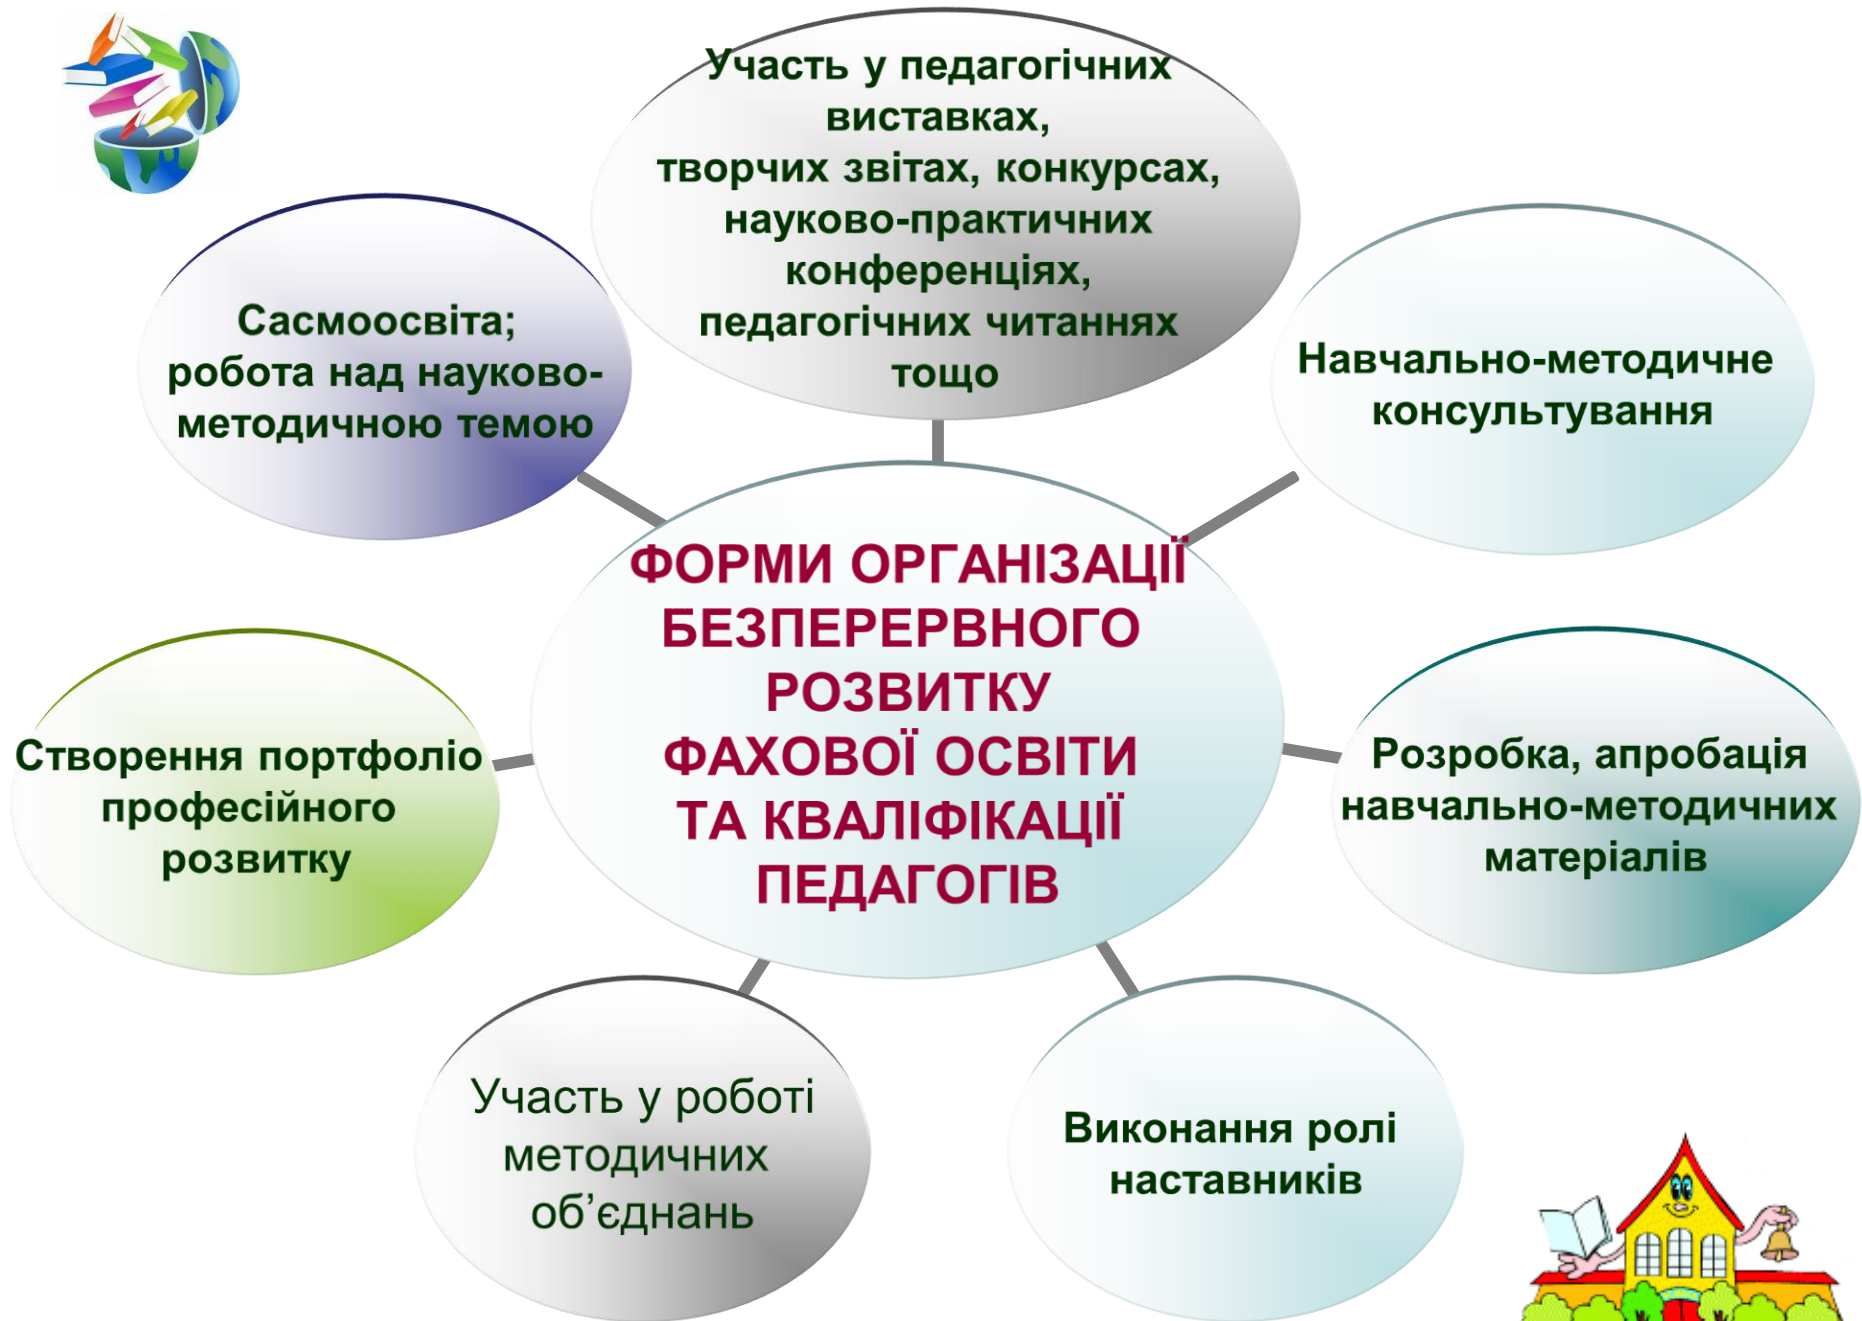 Участь у педагогічних
виставках,
творчих звітах, конкурсах,
науково-практичних
конференціях,
педагогічних читаннях
тощо
Сасмоосвіта;
робота над науково-
методичною темою
Навчально-методичне
консультування
ФОРМИ ОРГАНІЗАЦІЇ
БЕЗПЕРЕРВНОГО
РОЗВИТКУ
ФАХОВОЇ ОСВІТИ
ТА КВАЛІФІКАЦІЇ
ПЕДАГОГІВ
Створення портфоліо
професійного
розвитку
Розробка, апробація
навчально-методичних
матеріалів
Участь у роботі
методичних
об’єднань
Виконання ролі
наставників